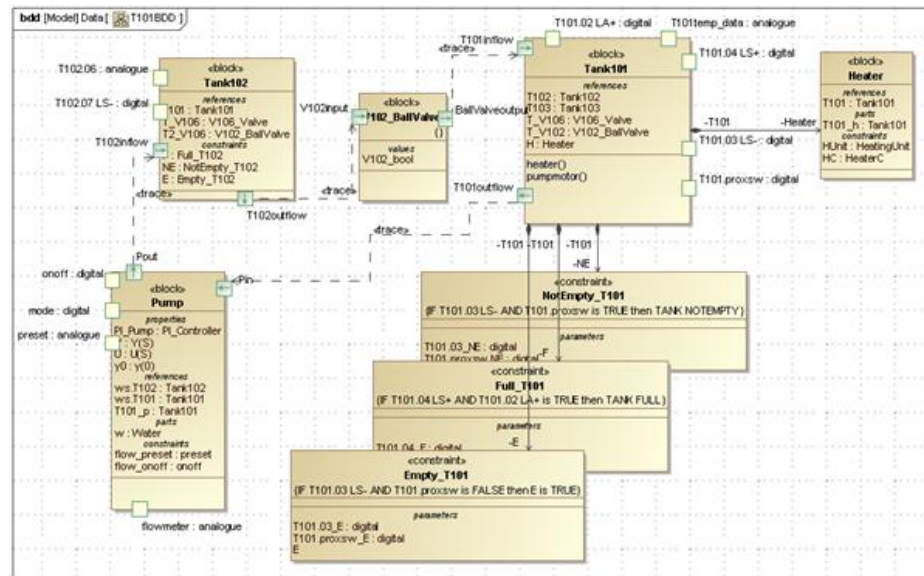 bdd [Model] Data [ T101BDD ]
T102.06 : analogue
T102.07 LS- : digital
T102inflow
«block»
Tank102
references
101 : Tank101
T_V106 : V106_Valve
T2_V106 : V102_BallValve
constraints
: Full_T102
NE : NotEmpty_T102
E : Empty_T102
«trace»
T102outflow
V102input
«trace»
«block»
102_BallValve
()
values
V102_bool
BallValveoutput
«trace»
T101inflow
T101.02 LA+ : digital
T101temp_data : analogue
«block»
Tank101
references
T102 : Tank102
T103 : Tank103
T_V106 : V106_Valve
T_V102 : V102_BallValve
H : Heater
heater()
pumpmotor()
T101outflow
«trace»
T101.04 LS+ : digital
-T101
-Heater
T101.03 LS- : digital
T101.proxsw : digital
«block»
Heater
references
T101 : Tank101
parts
T101_h : Tank101
constraints
HUnit : HeatingUnit
HC : HeaterC
Pout
Pin
onoff : digital
mode : digital
preset : analogue
«block»
Pump
properties
PI_Pump : PI_Controller
: Y(S)
U : U(S)
y0 : y(0)
references
ws.T102 : Tank102
ws.T101 : Tank101
T101_p : Tank101
parts
w : Water
constraints
flow_preset : preset
flow_onoff : onoff
flowmeter : analogue
-T101
-T101
-T101
-NE
«constraint»
NotEmpty_T101
{IF T101.03 LS- AND T101.proxsw is TRUE then TANK NOTEMPTY}
parameters
T101.03_NE : digital
T101.proxsw_NE : digital
-F
«constraint»
Full_T101
{IF T101.04 LS+ AND T101.02 LA+ is TRUE then TANK FULL}
parameters
T101.04_F : digital
-E
«constraint»
Empty_T101
{IF T101.03 LS- AND T101.proxsw is FALSE then E is TRUE}
parameters
T101.03_E : digital
T101.proxsw_E : digital
E